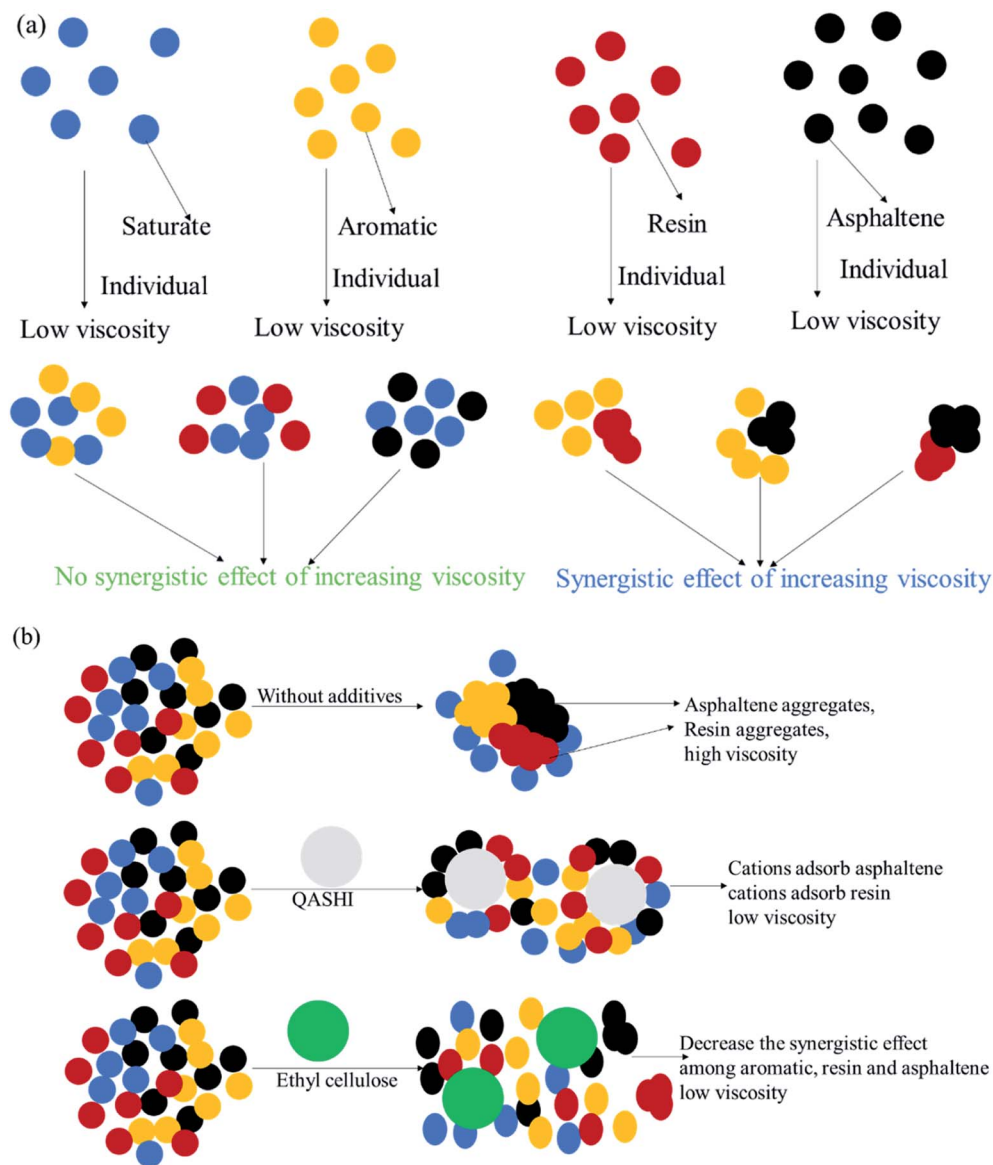 (a)
Saturate
Aromatic
Resin
Asphaltene
Individual
Individual
Individual
Individual
Low viscosity
Low viscosity
Low viscosity
Low viscosity
No synergistic effect of increasing viscosity
Synergistic effect of increasing viscosity
(b)
Without additives
Asphaltene aggregates,
Resin aggregates,
high viscosity
QASHI
Cations adsorb asphaltene
cations adsorb resin
low viscosity
Ethyl cellulose
Decrease the synergistic effect
among aromatic, resin and asphaltene
low viscosity